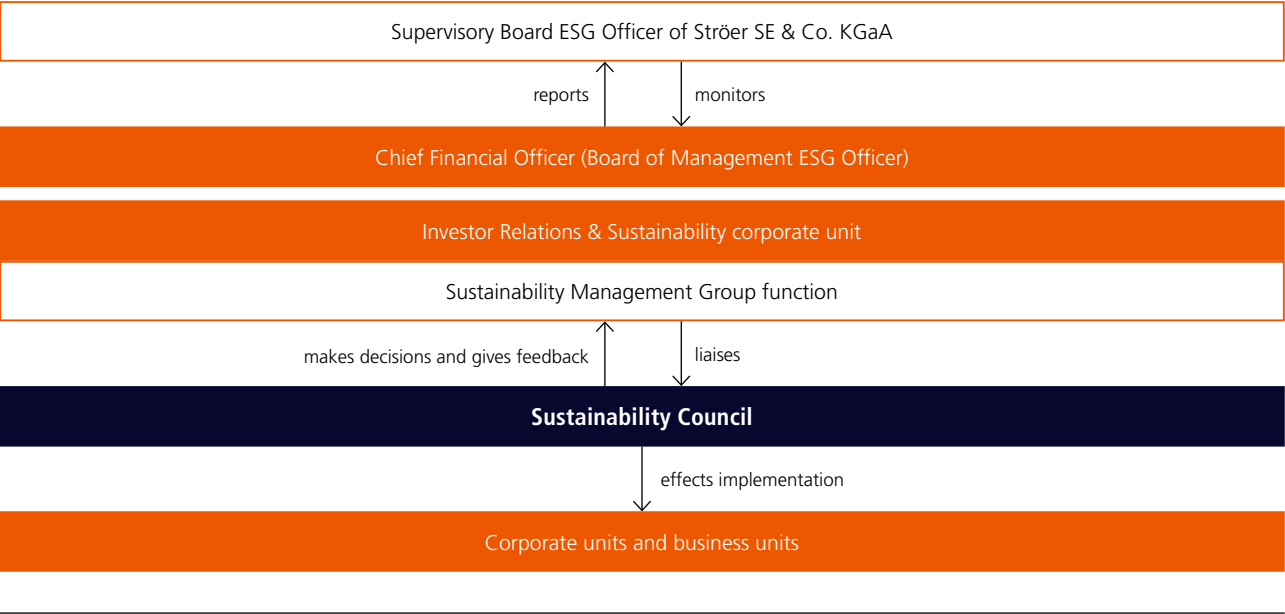 Supervisory Board ESG Officer of Ströer SE & Co. KGaA
reports
monitors
Chief Financial Officer (Board of Management ESG Officer)
Investor Relations & Sustainability corporate unit
Sustainability Management Group function
makes decisions and gives feedback
liaises
Sustainability Council
effects implementation
Corporate units and business units